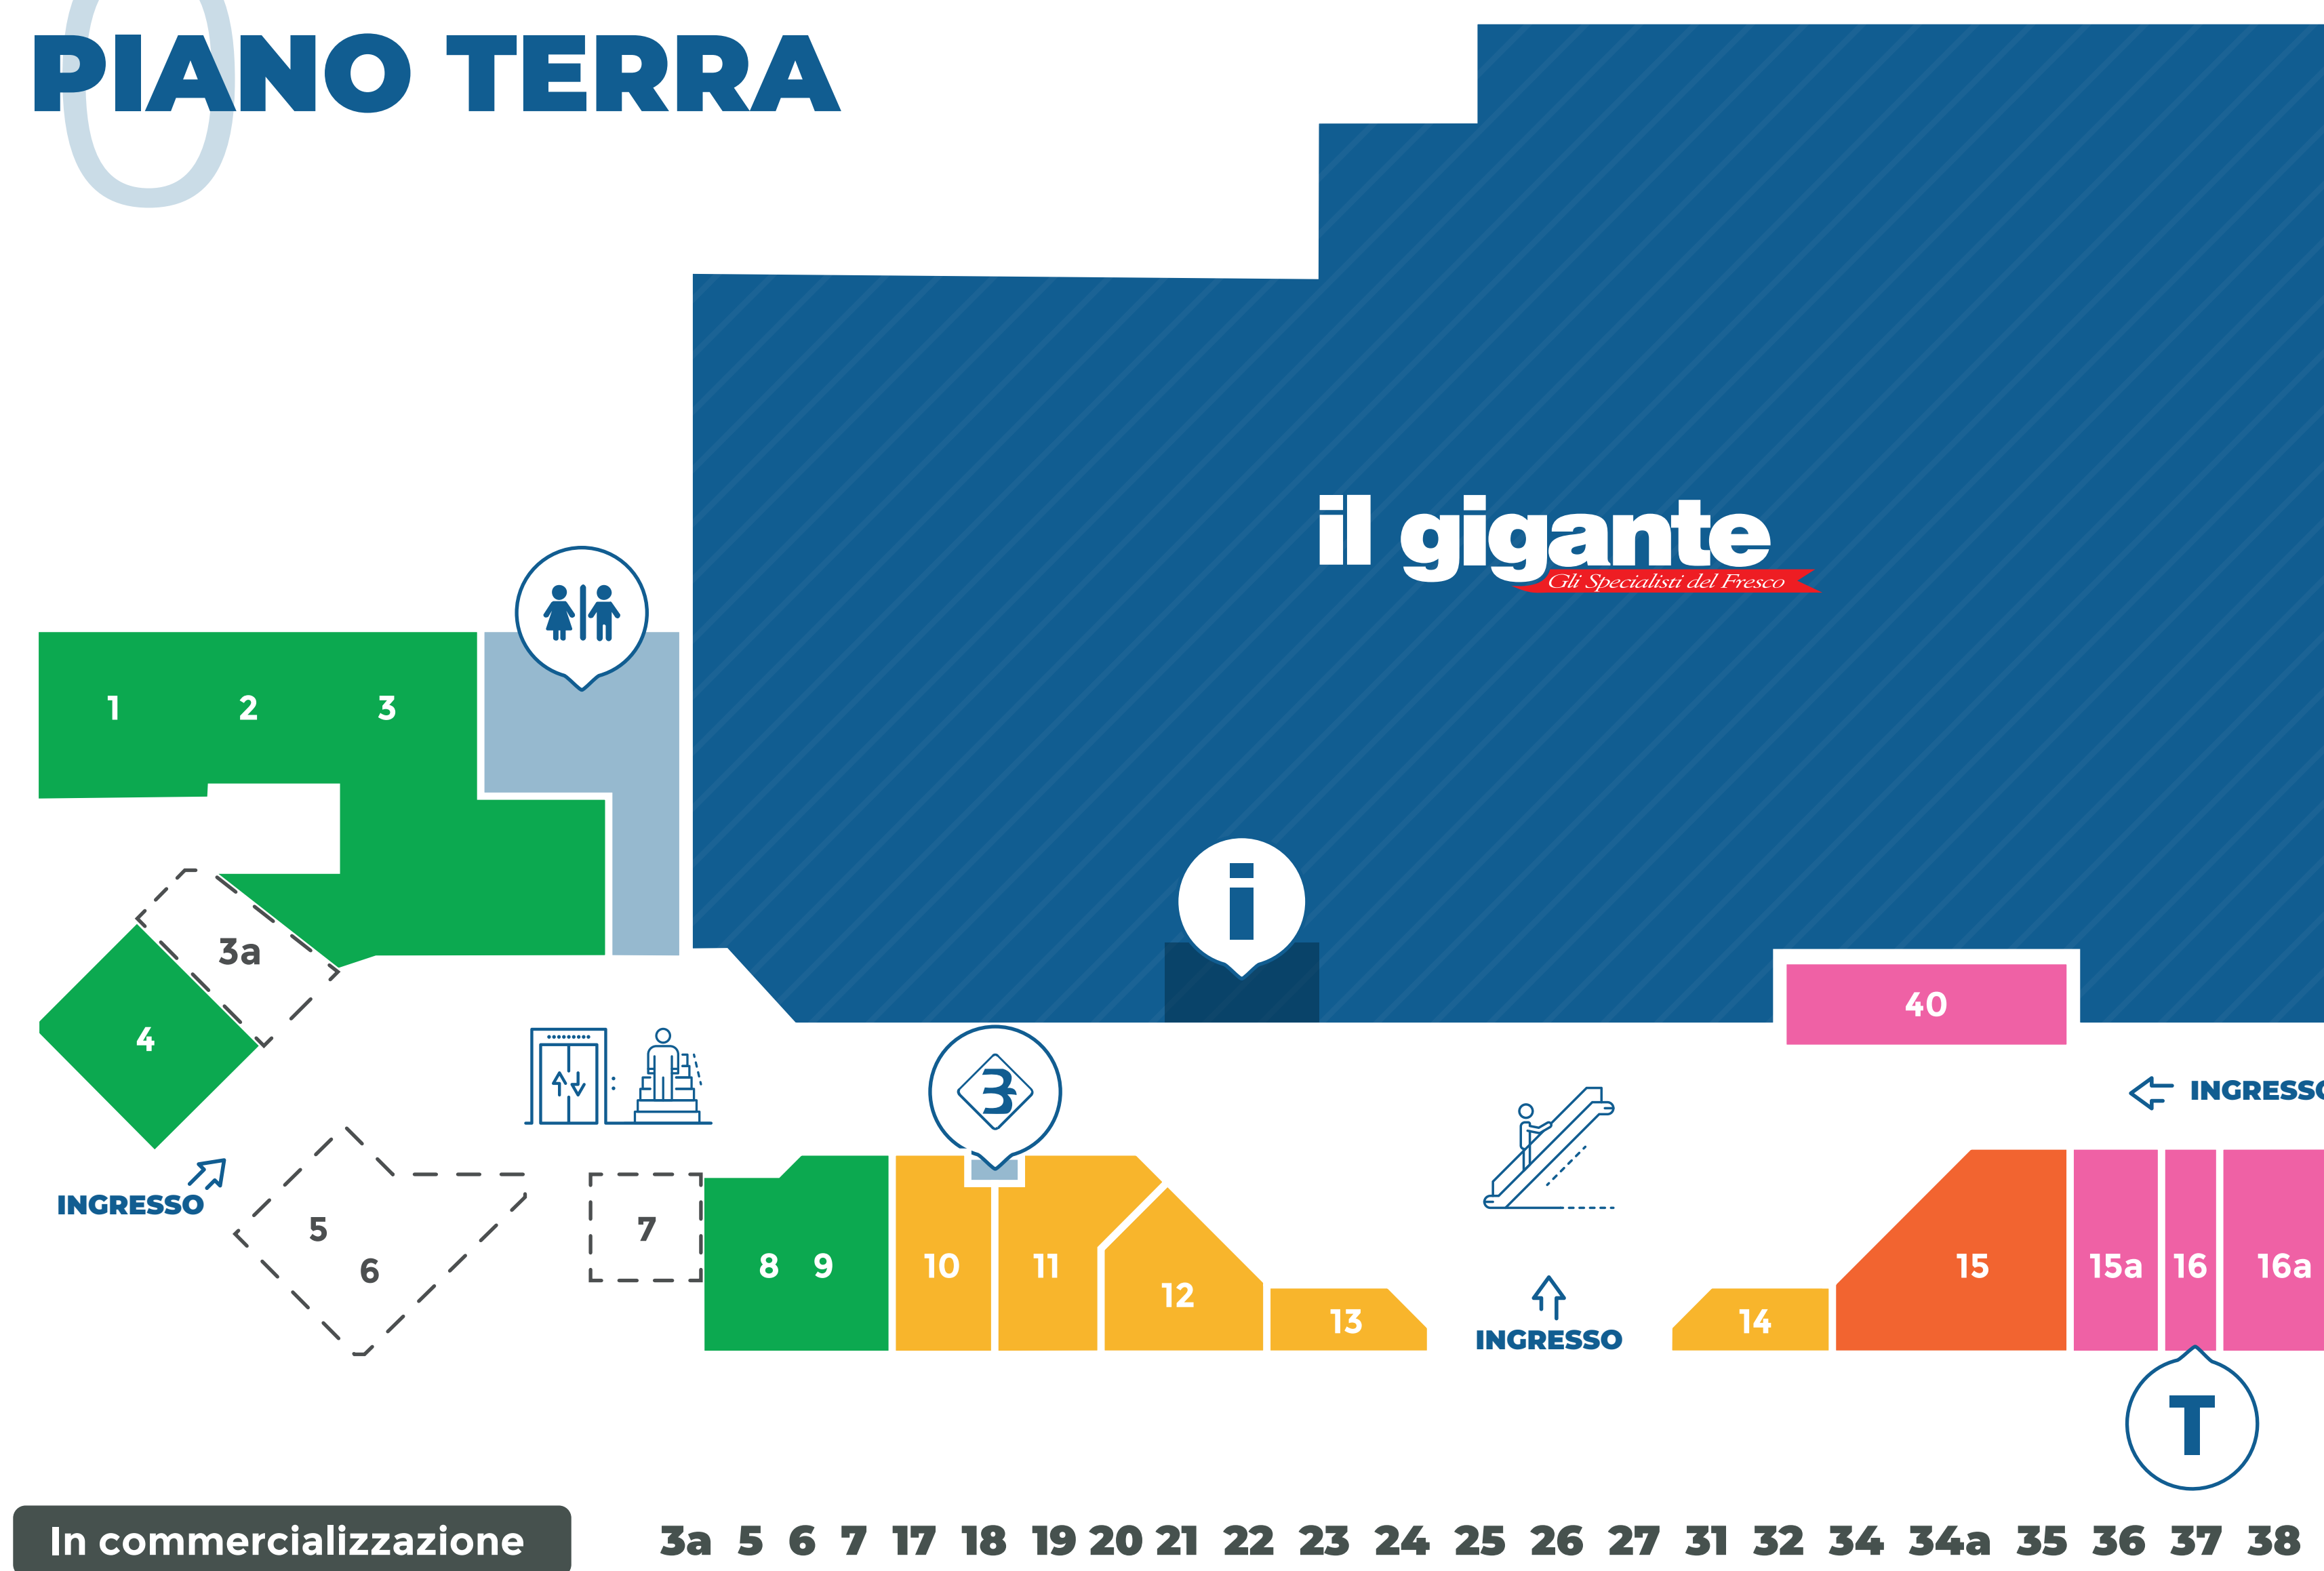 0
PIANO TERRA
il gigante
Gli Specialisti del Fresco
1 2 3
i
3a
40
4
3
INGRESSO
INGRESSO
5
7
6
8 9 10 11 12 13
14 15 15a 16 16a
INGRESSO
T
In commercializzazione 3a 5 6 7 17 18 19 20 21 22 23 24 25 26 27 31 32 34 34a 35 36 37 38